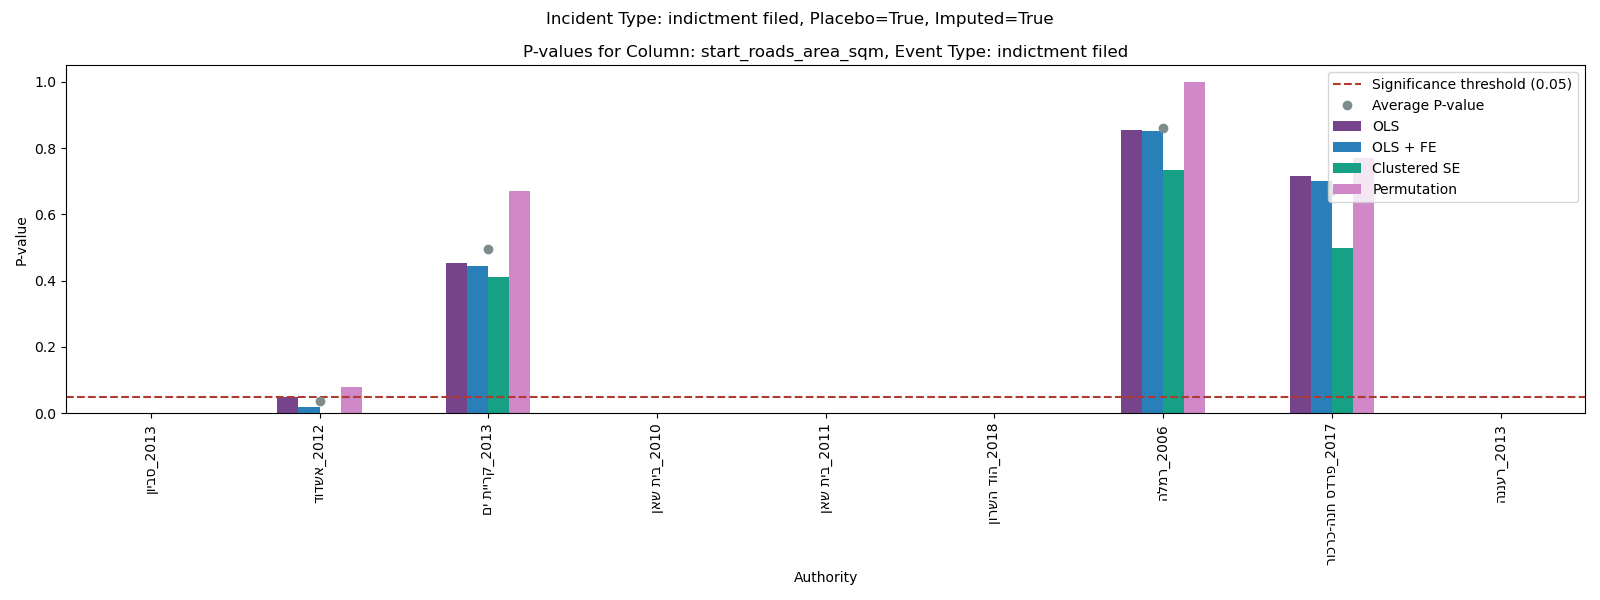 Incident Type: indictment filed, Placebo=True, Imputed=True
P-values for Column: start_roads_area_sqm, Event Type: indictment filed
P-value
1.0
0.8
0.6
0.4
0.2
0.0
Significance threshold (0.05)
Average P-value
OLS
OLS + FE
Clustered SE
Permutation
סביון_2013
אשדוד_2012
קריית ים_2013
בית שאן_2010
בית שאן_2011
הוד השרון_2018
רמלה_2006
פרדס חנה-כרכור_2017
רעננה_2013
Authority